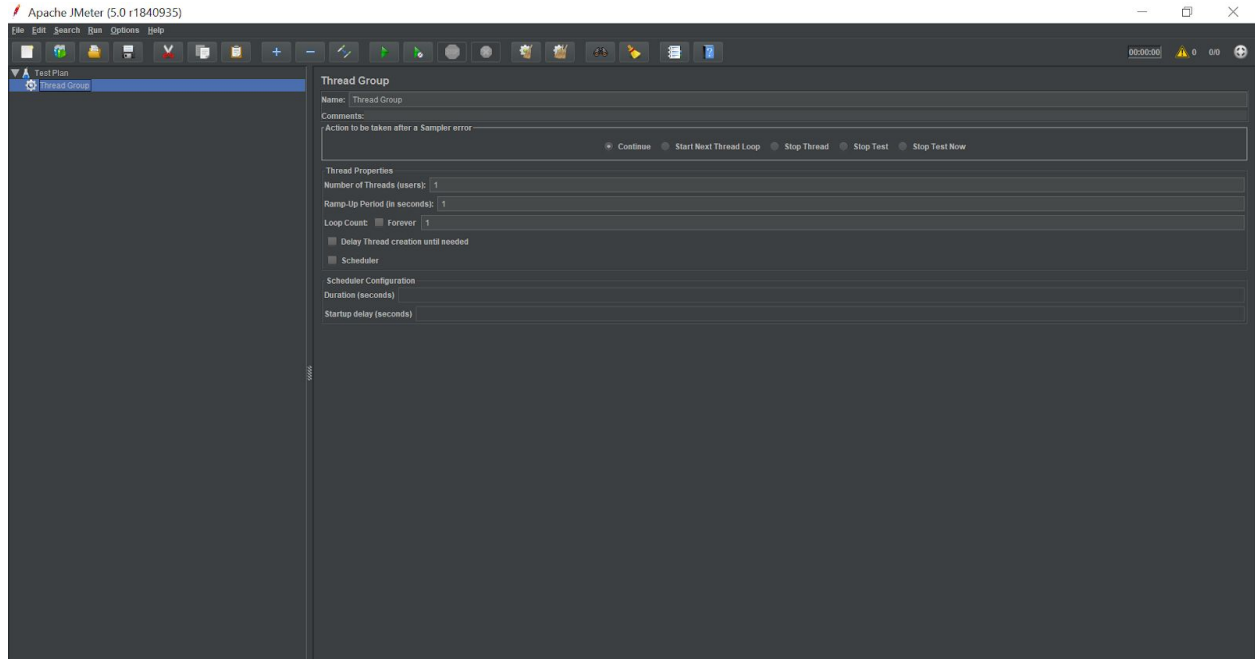 Apache JMeter (5.0 r1840935)
File Edit Search Run Options Help
00:00:00 0 0/0
Test Plan
Thread Group
Thread Group
Name: Thread Group
Comments:
Action to be taken after a Sampler error
Continue Start Next Thread Loop Stop Thread Stop Test Stop Test Now
Thread Properties
Number of Threads (users): 1
Ramp-Up Period (in seconds): 1
Loop Count: Forever 1
Delay Thread creation until needed
Scheduler
Scheduler Configuration
Duration (seconds)
Startup delay (seconds)